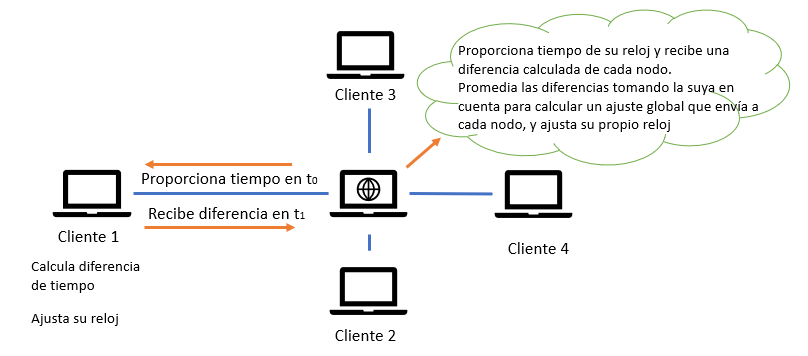 Proporciona tiempo de su reloj y recibe una
diferencia calculada de cada nodo.
Promedia las diferencias tomando la suya en
cuenta para calcular un ajuste global que envía a
cada nodo, y ajusta su propio reloj
Cliente 3
Proporciona tiempo en t₀
Recibe diferencia en t₁
Cliente 1
Cliente 4
Calcula diferencia
de tiempo
Ajusta su reloj
Cliente 2